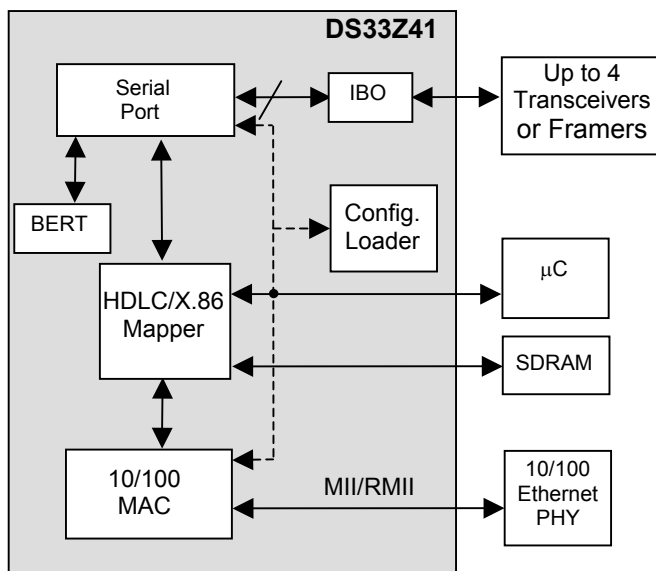 DS33Z41
Serial
Port
IBO
Up to 4
Transceivers
or Framers
BERT
Config.
Loader
µC
HDLC/X.86
Mapper
SDRAM
10/100
MAC
MII/RMII
10/100
Ethernet
PHY